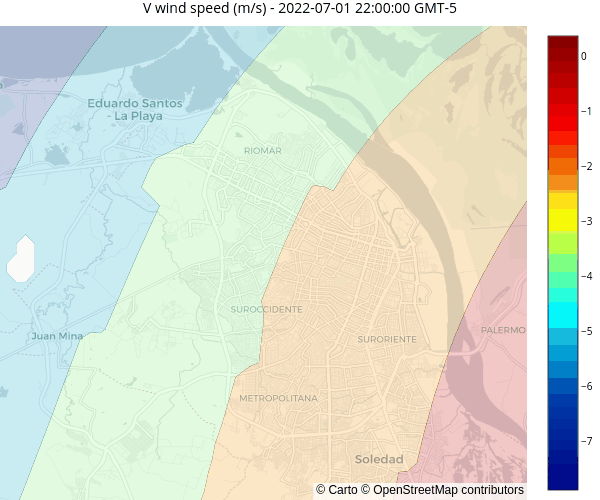 V wind speed (m/s) - 2022-07-01 22:00:00 GMT-5
Eduardo Santos
- La Playa
RIOMAR
SUROCCIDENTE
Juan Mina
SURORIENTE
PALERMO
METROPOLITANA
Soledad
© Carto © OpenStreetMap contributors
0
−1
−2
−3
−4
−5
−6
−7